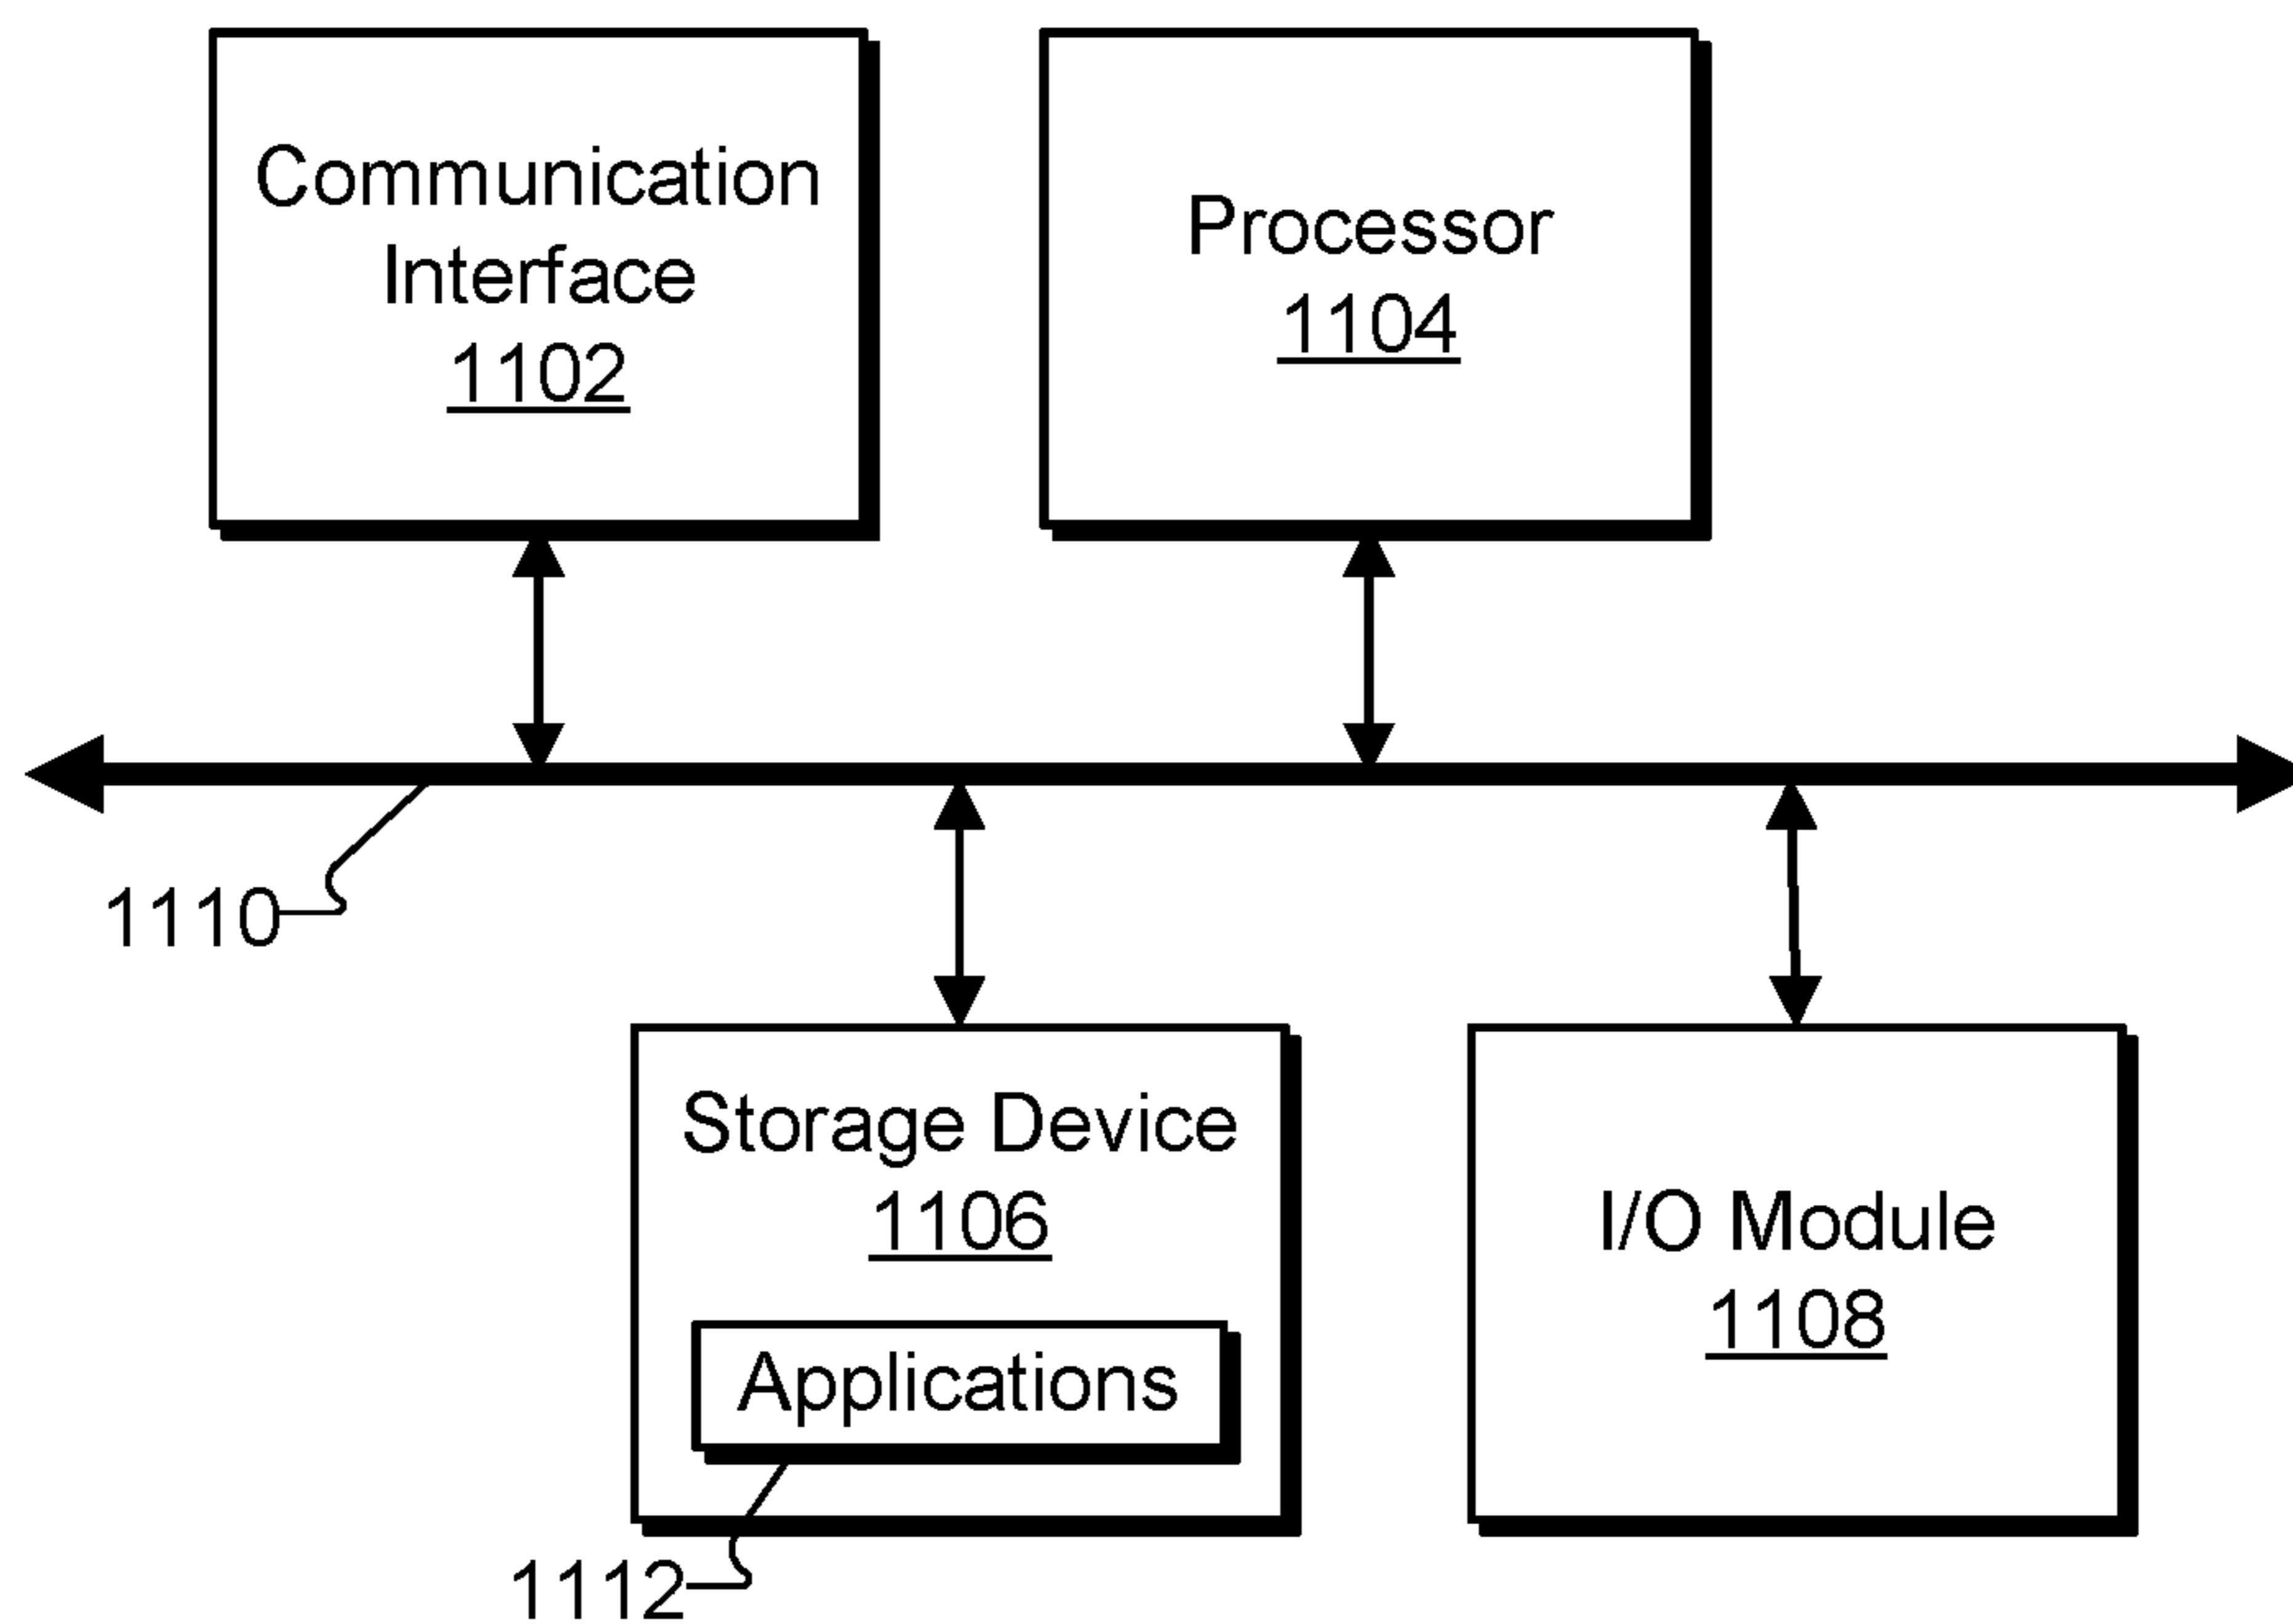 Communication
Interface
1102
Processor
1104
1110
Storage Device
1106
Applications
1112
I/O Module
1108